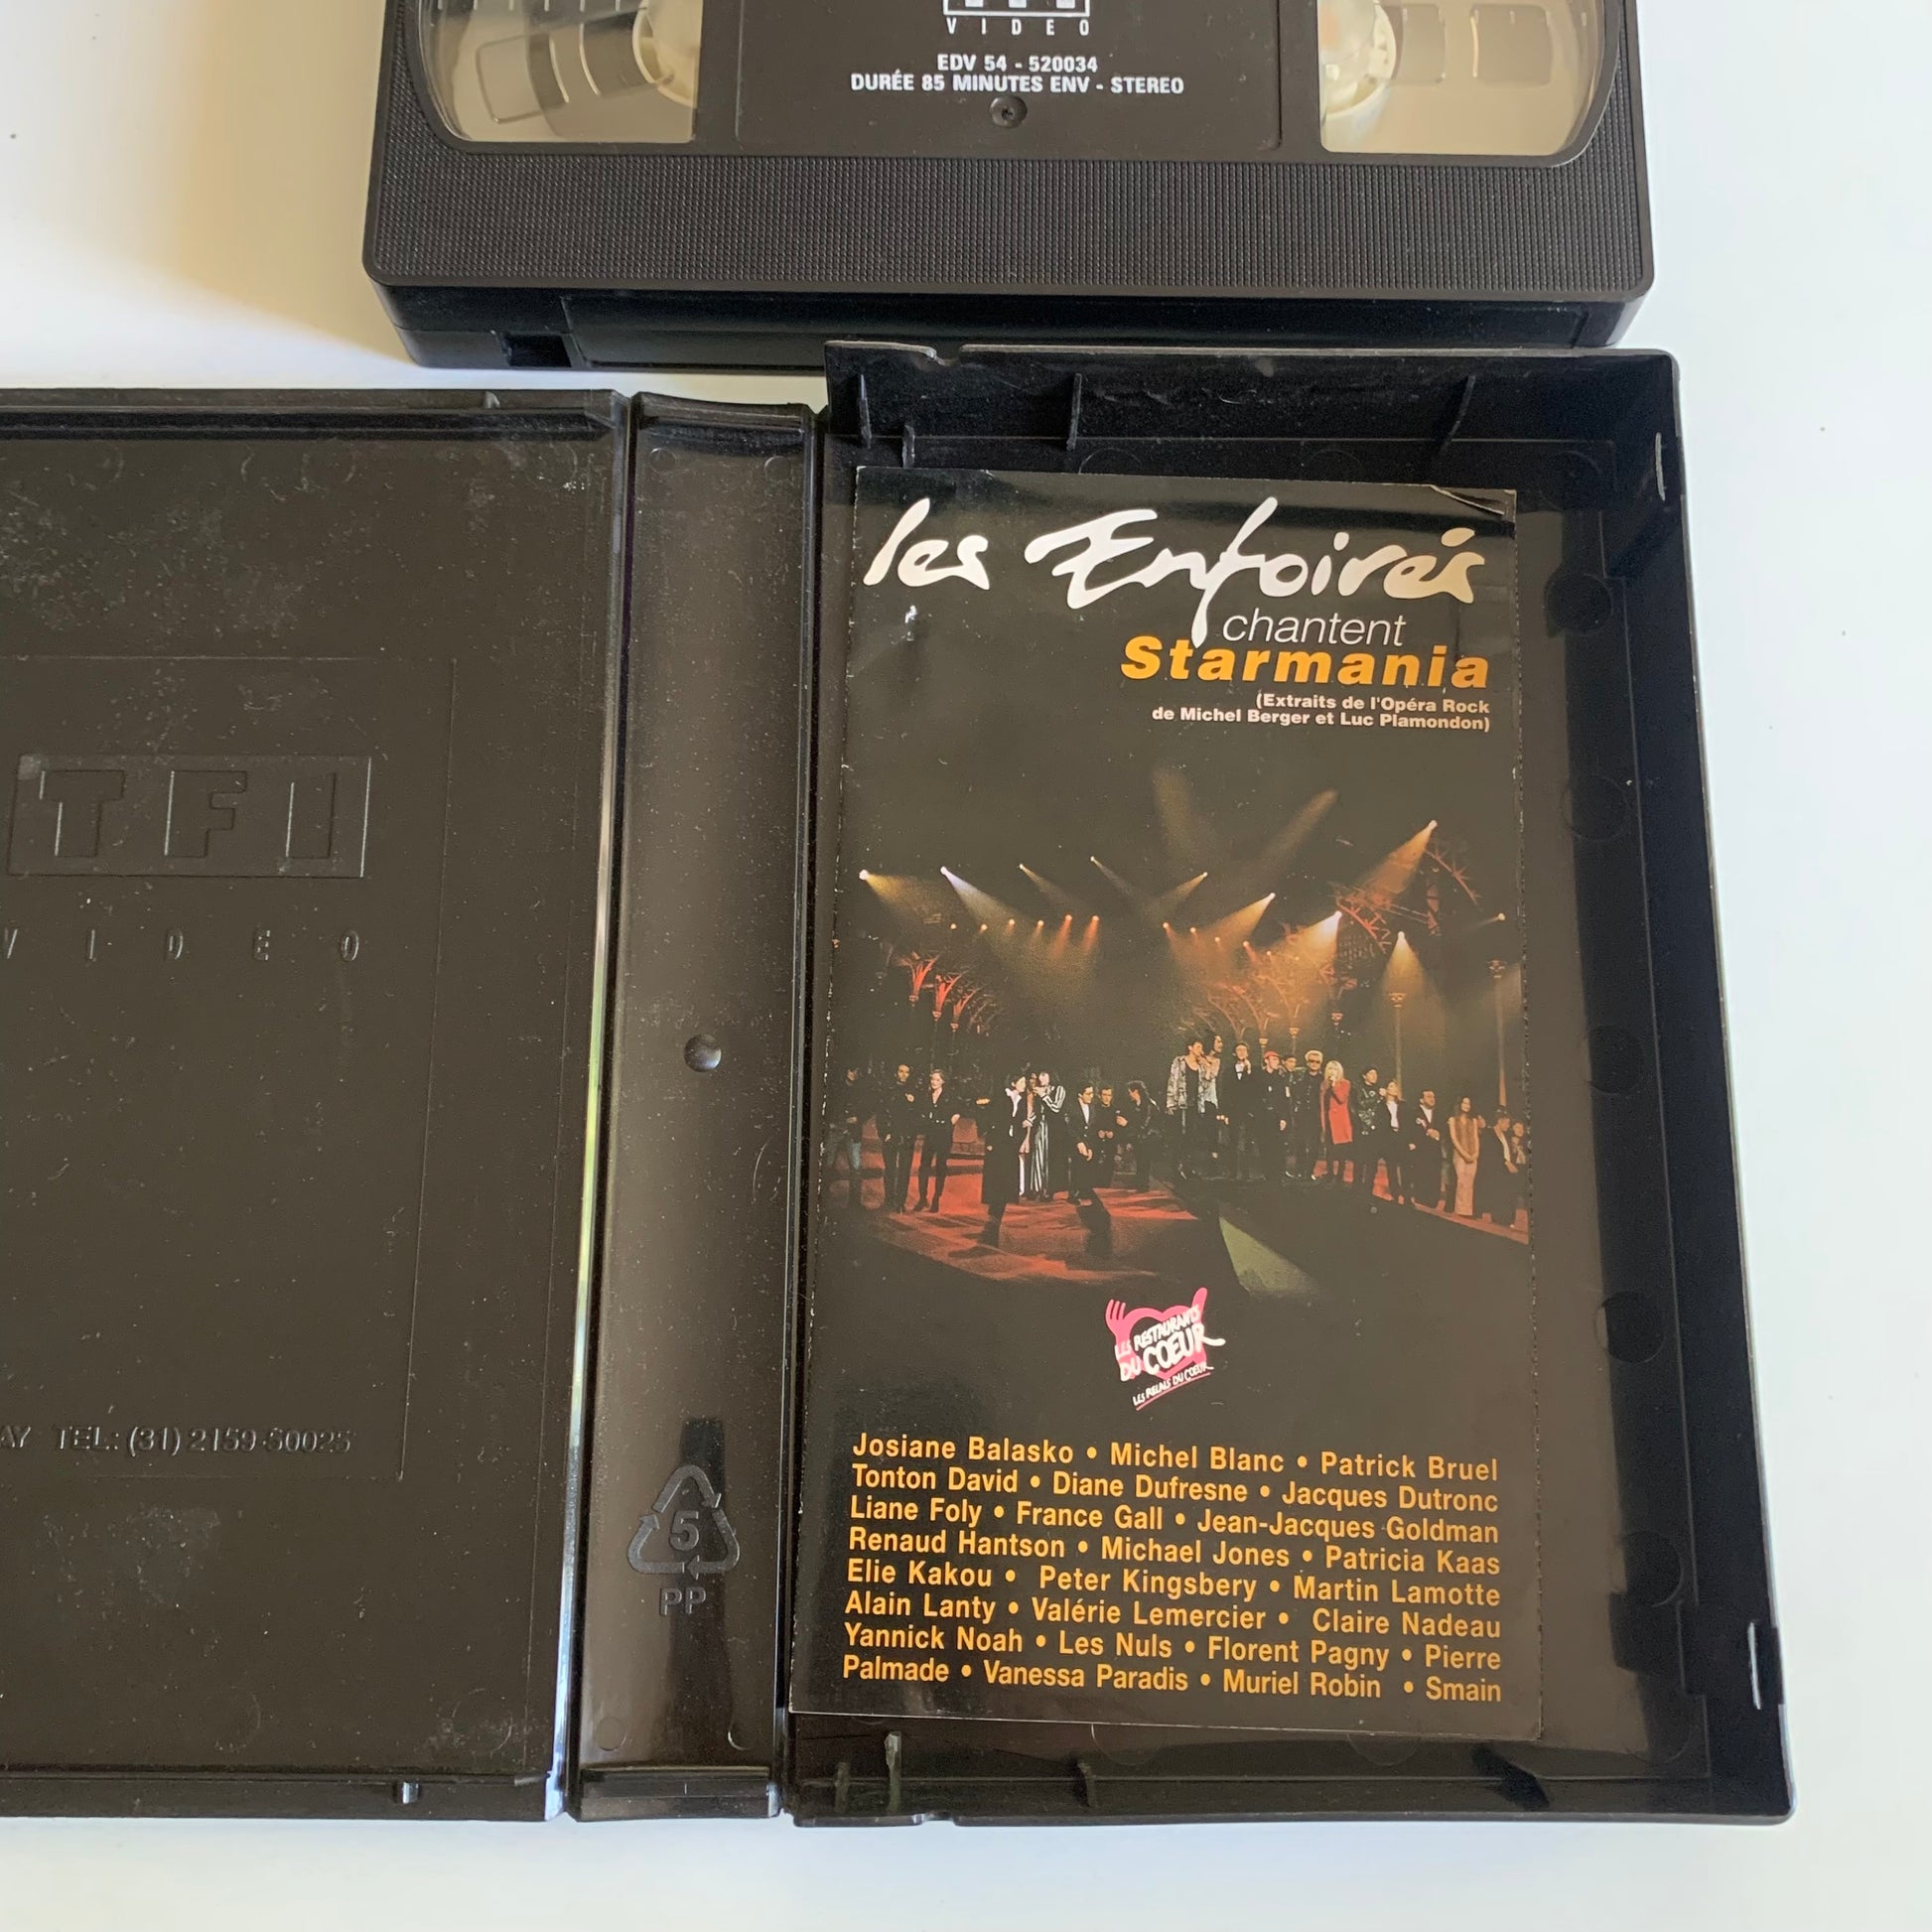 VIDEO
EDV 54 - 520034
DURÉE 85 MINUTES ENV - STEREO
TF1
VIDEO
AY TEL: (31) 2159-50025
5
PP
les Enfoirés
chantent
Starmania
(Extraits de l'Opéra Rock
de Michel Berger et Luc Plamondon)
LES RESTAURANTS
DU CŒUR
LES RELAIS DU CŒUR
Josiane Balasko • Michel Blanc • Patrick Bruel
Tonton David • Diane Dufresne • Jacques Dutronc
Liane Foly • France Gall • Jean-Jacques Goldman
Renaud Hantson • Michael Jones • Patricia Kaas
Elie Kakou • Peter Kingsbery • Martin Lamotte
Alain Lanty • Valérie Lemercier • Claire Nadeau
Yannick Noah • Les Nuls • Florent Pagny • Pierre
Palmade • Vanessa Paradis • Muriel Robin • Smain